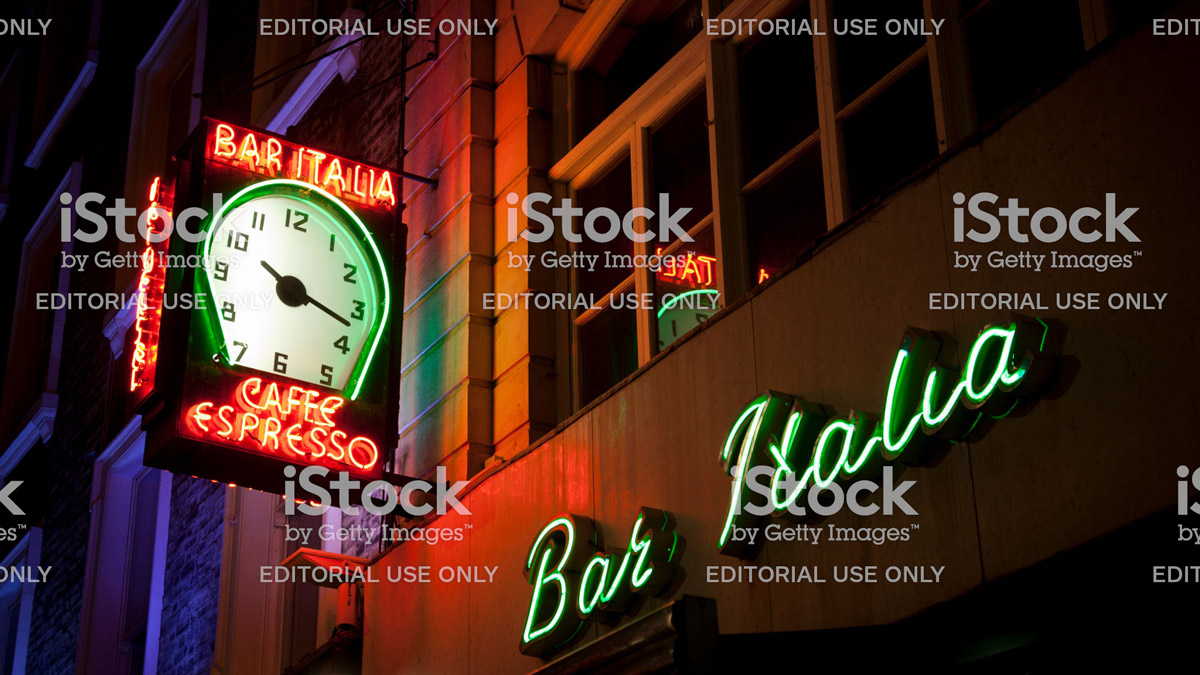 BAR ITALIA
11 12 1
10 2
9 3
8 4
7 6 5
CAFFE
ESPRESSO
Bar Italia
iStock
by Getty Images™
EDITORIAL USE ONLY